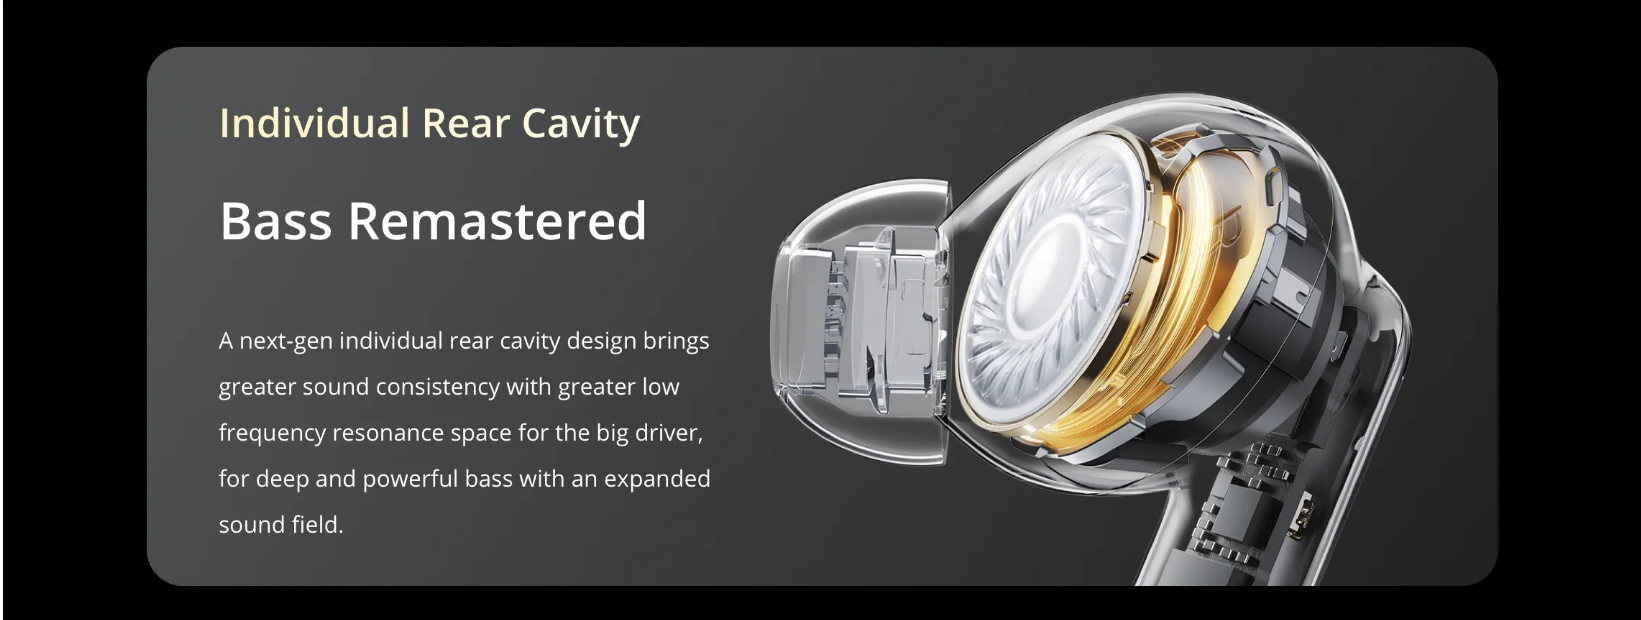 Individual Rear Cavity
Bass Remastered
A next-gen individual rear cavity design brings
greater sound consistency with greater low
frequency resonance space for the big driver,
for deep and powerful bass with an expanded
sound field.